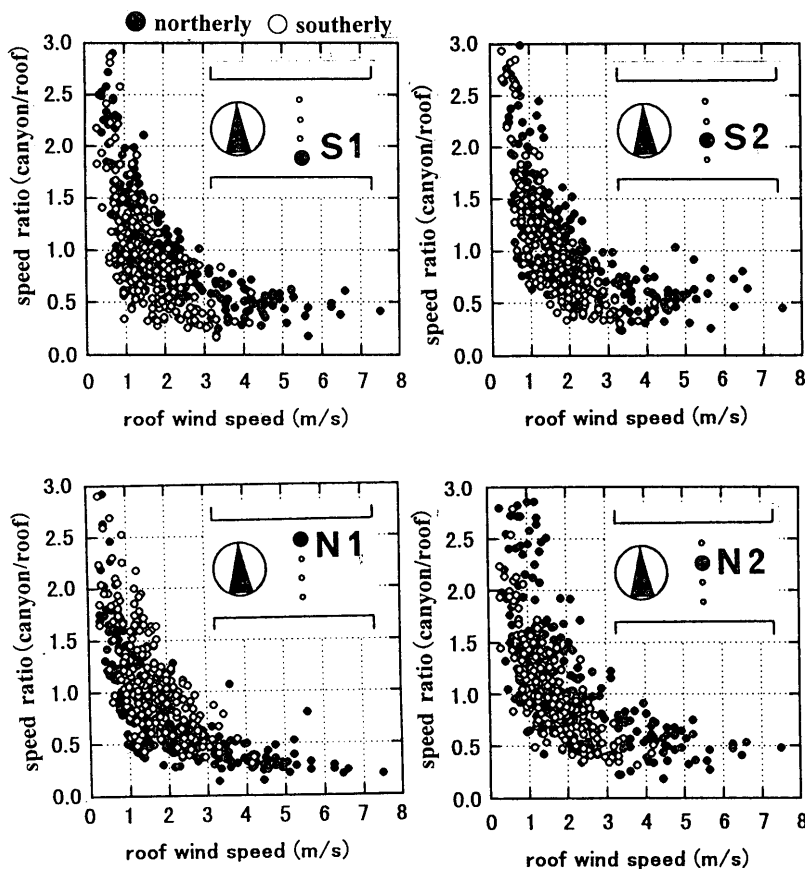 northerly southerly
3.0
2.5
2.0
1.5
1.0
0.5
0.0
speed ratio (canyon/roof)
S1
0 1 2 3 4 5 6 7 8
roof wind speed (m/s)
3.0
2.5
2.0
1.5
1.0
0.5
0.0
speed ratio (canyon/roof)
S2
0 1 2 3 4 5 6 7 8
roof wind speed (m/s)
3.0
2.5
2.0
1.5
1.0
0.5
0.0
speed ratio (canyon/roof)
N1
0 1 2 3 4 5 6 7 8
roof wind speed (m/s)
3.0
2.5
2.0
1.5
1.0
0.5
0.0
speed ratio (canyon/roof)
N2
0 1 2 3 4 5 6 7 8
roof wind speed (m/s)